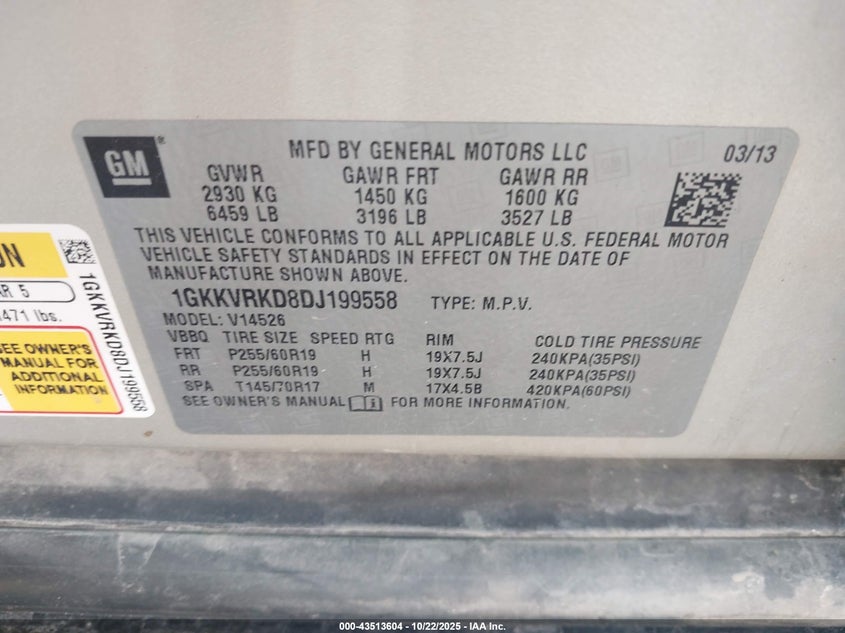 GM ®
MFD BY GENERAL MOTORS LLC 03/13
GVWR GAWR FRT GAWR RR
2930 KG 1450 KG 1600 KG
6459 LB 3196 LB 3527 LB
THIS VEHICLE CONFORMS TO ALL APPLICABLE U.S. FEDERAL MOTOR
VEHICLE SAFETY STANDARDS IN EFFECT ON THE DATE OF
MANUFACTURE SHOWN ABOVE.
1GKKVRKD8DJ199558 TYPE: M.P.V.
MODEL: V14526
VBBQ TIRE SIZE SPEED RTG RIM COLD TIRE PRESSURE
FRT P255/60R19 H 19X7.5J 240KPA(35PSI)
RR P255/60R19 H 19X7.5J 240KPA(35PSI)
SPA T145/70R17 M 17X4.5B 420KPA(60PSI)
SEE OWNER'S MANUAL FOR MORE INFORMATION.
ON
AR 5
471 lbs.
SEE OWNER'S
MANUAL FOR
ADDITIONAL
INFORMATION
1GKKVRKD8DJ199558
000-43513604 - 10/22/2025 - IAA Inc.